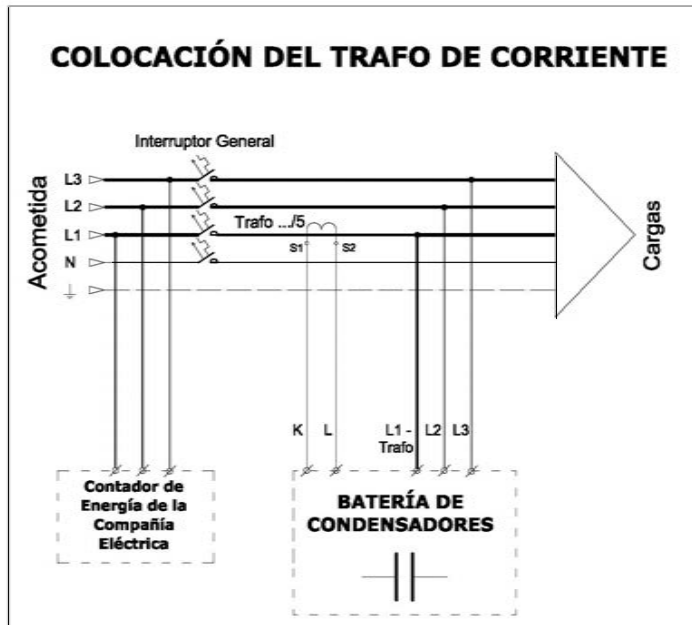 COLOCACIÓN DEL TRAFO DE CORRIENTE
Interruptor General
Acometida
L3
L2
L1
N
Trafo .../5
S1
S2
Cargas
K
L
L1 -
Trafo
L2
L3
Contador de
Energía de la
Compañía
Eléctrica
BATERÍA DE
CONDENSADORES